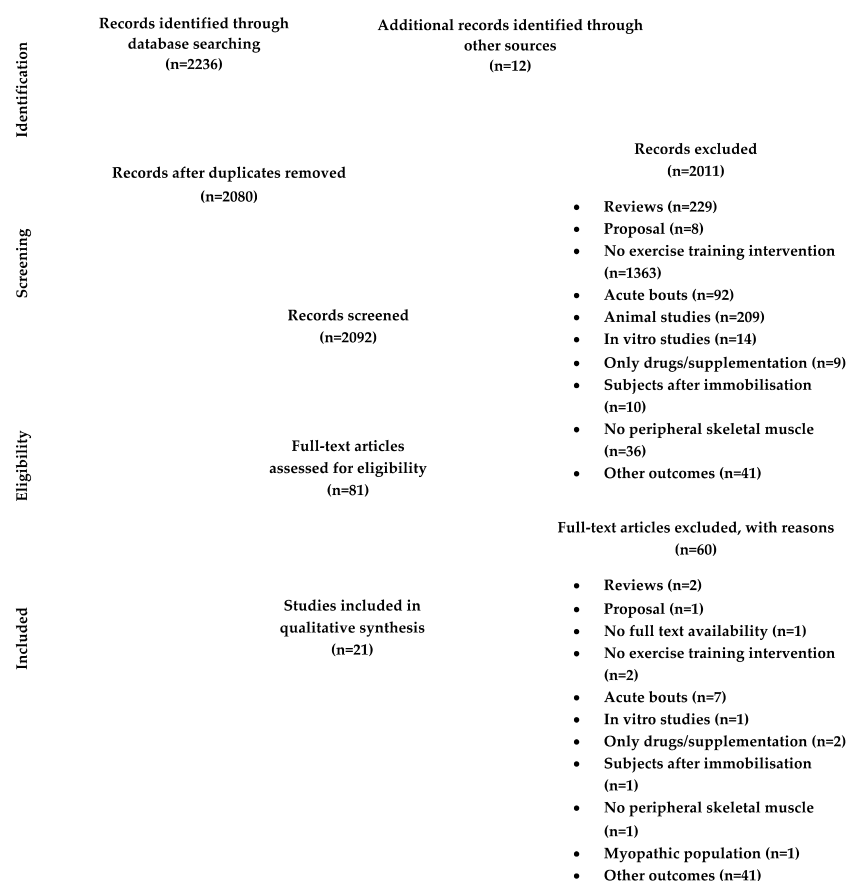 Records identified through
database searching
(n=2236)
Additional records identified through
other sources
(n=12)
Identification
Records after duplicates removed
(n=2080)
Records excluded
(n=2011)
• Reviews (n=229)
• Proposal (n=8)
• No exercise training intervention
(n=1363)
• Acute bouts (n=92)
• Animal studies (n=209)
• In vitro studies (n=14)
• Only drugs/supplementation (n=9)
• Subjects after immobilisation
(n=10)
• No peripheral skeletal muscle
(n=36)
• Other outcomes (n=41)
Screening
Records screened
(n=2092)
Eligibility
Full-text articles
assessed for eligibility
(n=81)
Full-text articles excluded, with reasons
(n=60)
• Reviews (n=2)
• Proposal (n=1)
• No full text availability (n=1)
• No exercise training intervention
(n=2)
• Acute bouts (n=7)
• In vitro studies (n=1)
• Only drugs/supplementation (n=2)
• Subjects after immobilisation
(n=1)
• No peripheral skeletal muscle
(n=1)
• Myopathic population (n=1)
• Other outcomes (n=41)
Included
Studies included in
qualitative synthesis
(n=21)